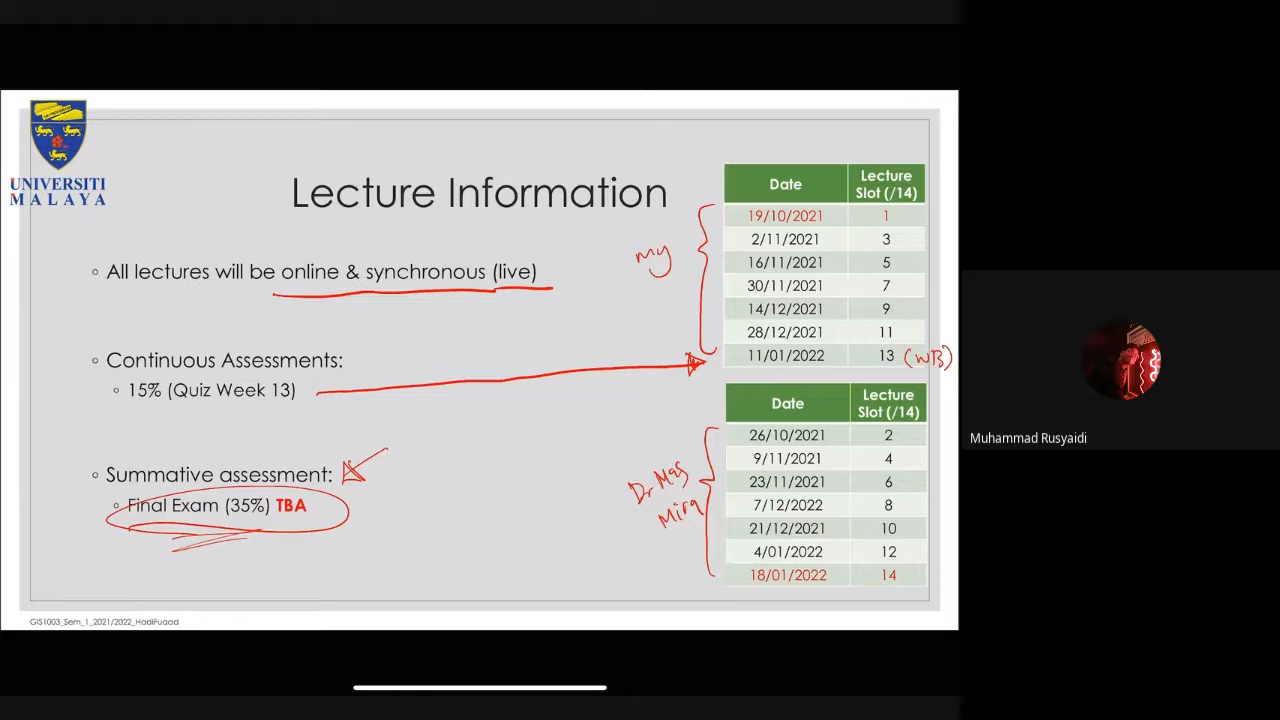 UNIVERSITI
MALAYA
Lecture Information
◦ All lectures will be online & synchronous (live)
◦ Continuous Assessments:
◦ 15% (Quiz Week 13)
◦ Summative assessment:
◦ Final Exam (35%) TBA
my
Date Lecture Slot (/14)
19/10/2021 1
2/11/2021 3
16/11/2021 5
30/11/2021 7
14/12/2021 9
28/12/2021 11
11/01/2022 13 (WB)
Dr Mas
Mira
Date Lecture Slot (/14)
26/10/2021 2
9/11/2021 4
23/11/2021 6
7/12/2022 8
21/12/2021 10
4/01/2022 12
18/01/2022 14
GIS1003_Sem_1_2021/2022_HadiFuaad
Muhammad Rusyaidi